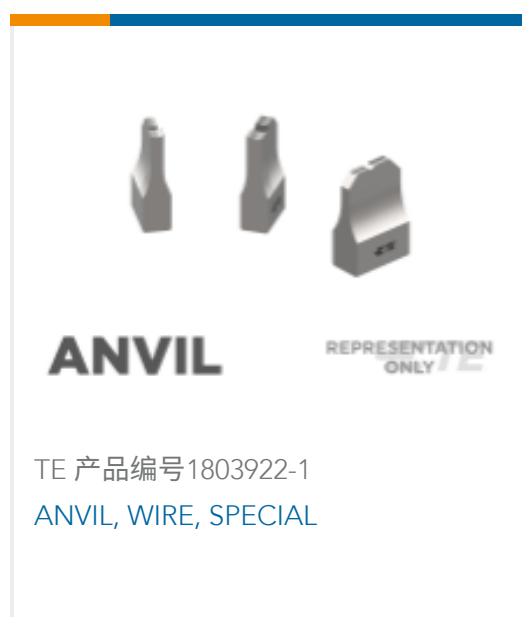 ANVIL
REPRESENTATION
ONLY
TE
TE 产品编号1803922-1
ANVIL, WIRE, SPECIAL